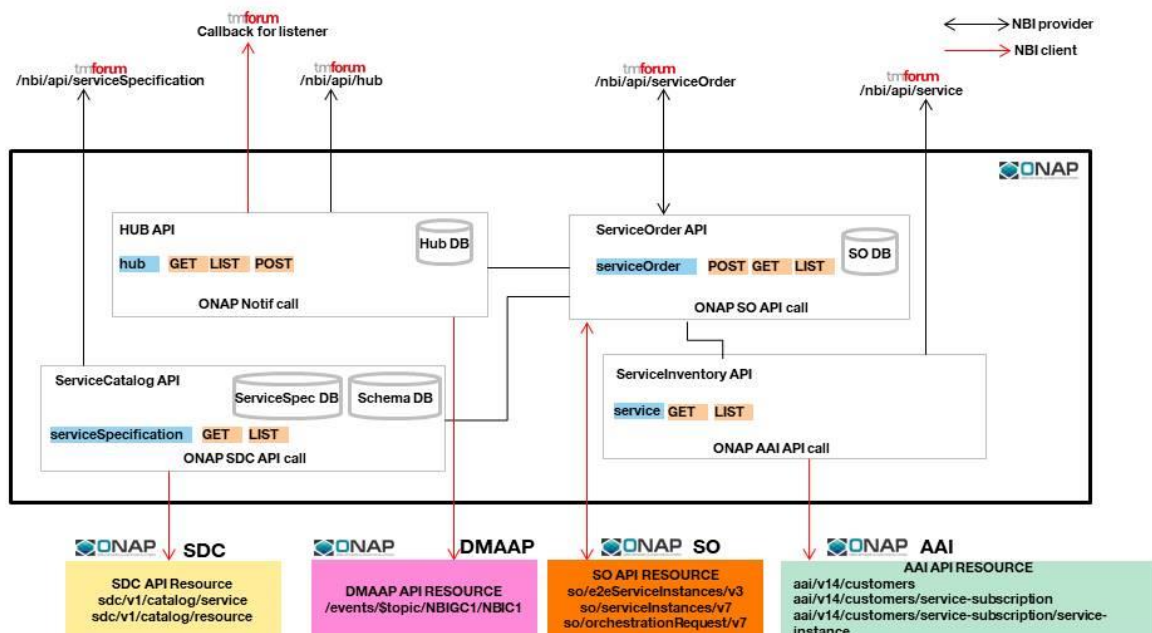 tmforum
Callback for listener
NBI provider
NBI client
tmforum
/nbi/api/serviceSpecification
tmforum
/nbi/api/hub
tmforum
/nbi/api/serviceOrder
tmforum
/nbi/api/service
ONAP
HUB API
Hub DB
hub GET LIST POST
ONAP Notif call
ServiceOrder API
SO DB
serviceOrder POST GET LIST
ONAP SO API call
ServiceCatalog API
ServiceSpec DB
Schema DB
serviceSpecification GET LIST
ONAP SDC API call
ServiceInventory API
service GET LIST
ONAP AAI API call
ONAP SDC
SDC API Resource
sdc/v1/catalog/service
sdc/v1/catalog/resource
ONAP DMAAP
DMAAP API RESOURCE
/events/$topic/NBIGC1/NBIC1
ONAP SO
SO API RESOURCE
so/e2eServiceInstances/v3
so/serviceInstances/v7
so/orchestrationRequest/v7
ONAP AAI
AAI API RESOURCE
aai/v14/customers
aai/v14/customers/service-subscription
aai/v14/customers/service-subscription/service-
instance